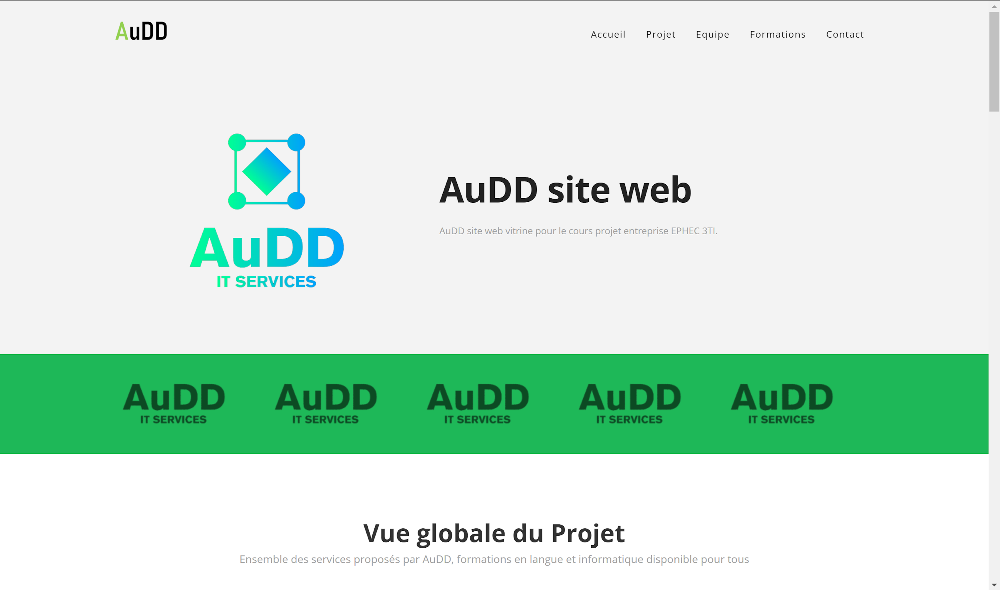 AuDD
Accueil Projet Equipe Formations Contact
AuDD
IT SERVICES
AuDD site web
AuDD site web vitrine pour le cours projet entreprise EPHEC 3TI.
AuDD AuDD AuDD AuDD AuDD
IT SERVICES IT SERVICES IT SERVICES IT SERVICES IT SERVICES
Vue globale du Projet
Ensemble des services proposés par AuDD, formations en langue et informatique disponible pour tous